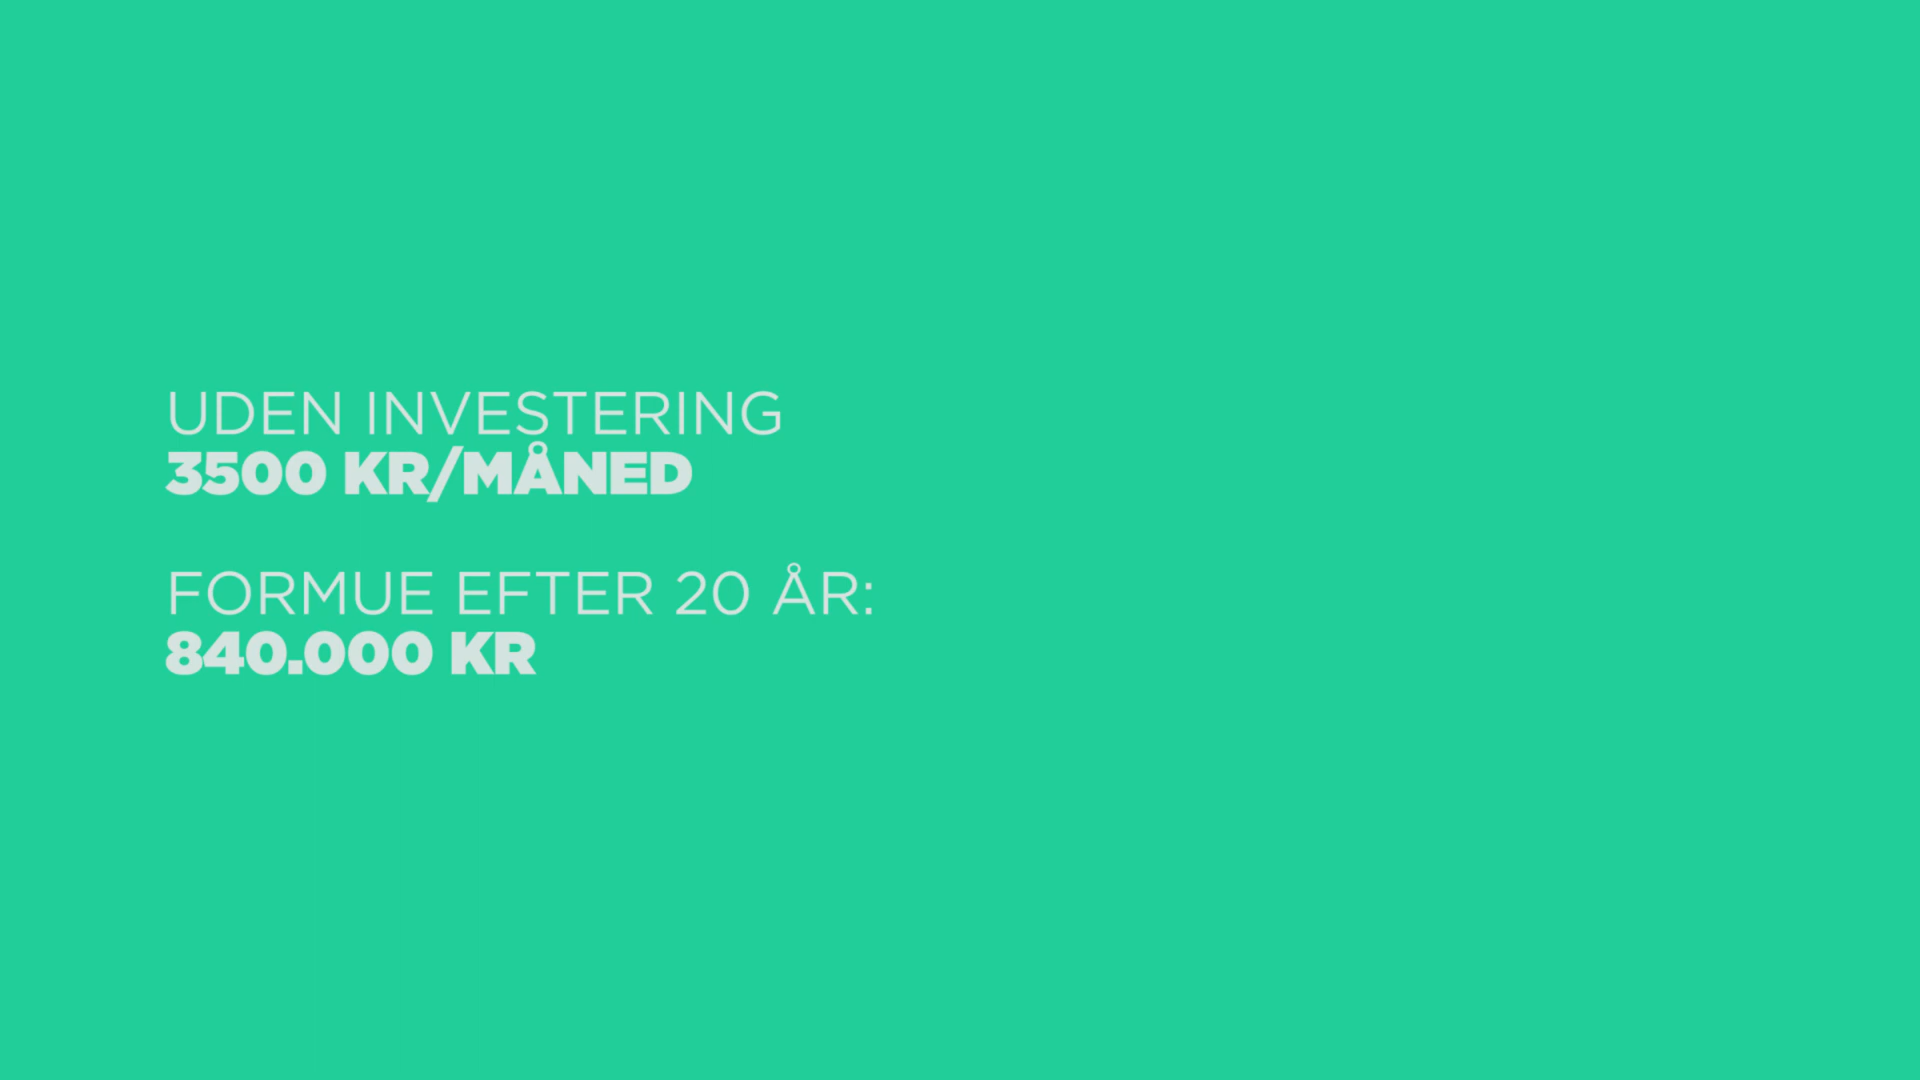 UDEN INVESTERING
3500 KR/MÅNED
FORMUE EFTER 20 ÅR:
840.000 KR